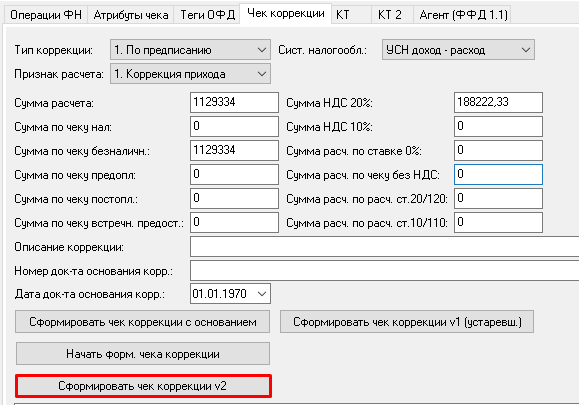 Операции ФН Атрибуты чека Теги ОФД Чек коррекции КТ КТ 2 Агент (ФФД 1.1)
Тип коррекции: 1. По предписанию Сист. налогообл.: УСН доход - расход
Признак расчета: 1. Коррекция прихода
Сумма расчета: 1129334 Сумма НДС 20%: 188222,33
Сумма по чеку нал: 0 Сумма НДС 10%: 0
Сумма по чеку безналичн.: 1129334 Сумма расч. по ставке 0%: 0
Сумма по чеку предопл: 0 Сумма расч. по чеку без НДС: 0
Сумма по чеку постопл.: 0 Сумма расч. по расч. ст.20/120: 0
Сумма по чеку встречн. предост.: 0 Сумма расч. по расч. ст.10/110: 0
Описание коррекции:
Номер док-та основания корр.:
Дата док-та основания корр.: 01.01.1970
Сформировать чек коррекции с основанием Сформировать чек коррекции v1 (устаревш.)
Начать форм. чека коррекции
Сформировать чек коррекции v2